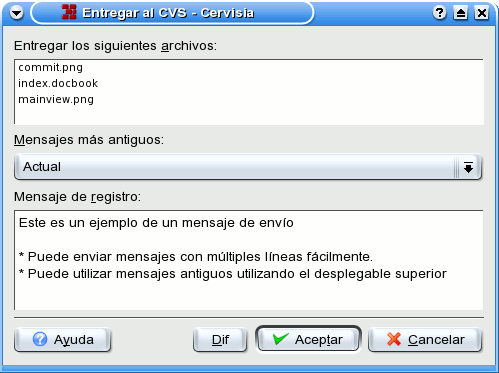 Entregar al CVS - Cervisia
Entregar los siguientes archivos:
commit.png
index.docbook
mainview.png
Mensajes más antiguos:
Actual
Mensaje de registro:
Este es un ejemplo de un mensaje de envío
* Puede enviar mensajes con múltiples líneas fácilmente.
* Puede utilizar mensajes antiguos utilizando el desplegable superior
Ayuda Dif Aceptar Cancelar